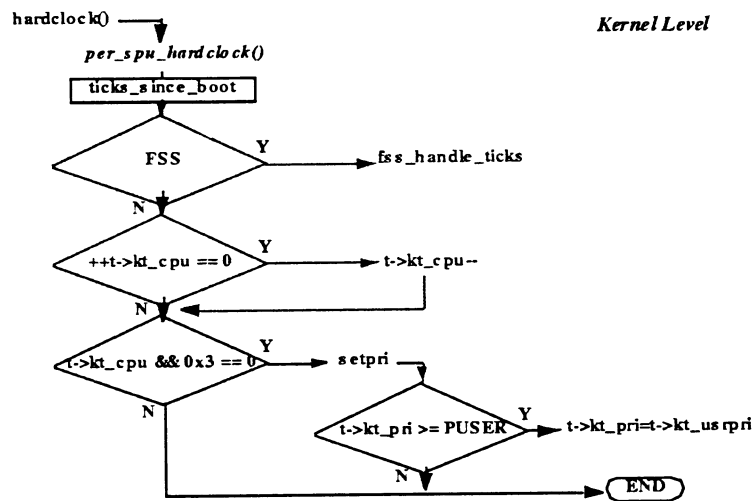 hardclock()
Kernel Level
per_spu_hardclock()
ticks_since_boot
FSS
Y
fss_handle_ticks
N
++t->kt_cpu == 0
Y
t->kt_cpu--
N
t->kt_cpu && 0x3 == 0
Y
setpri
N
t->kt_pri >= PUSER
Y
t->kt_pri=t->kt_usrpri
N
END